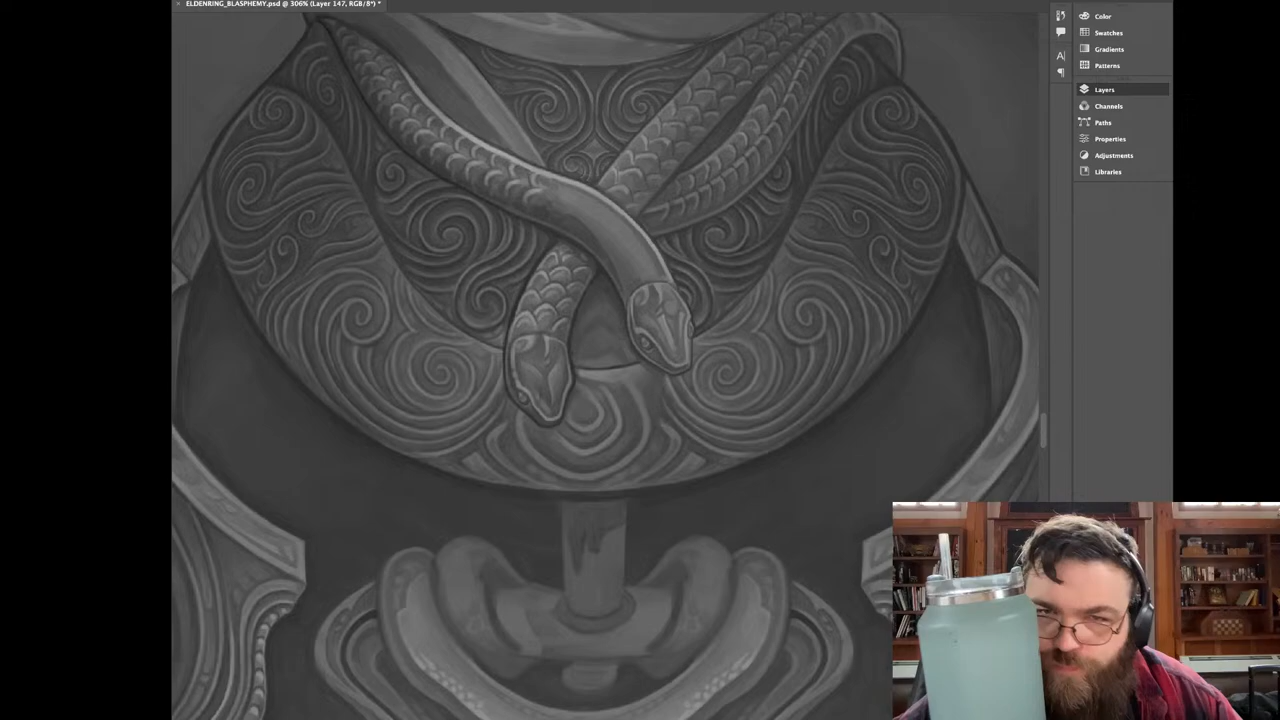 × ELDENRING_BLASPHEMY.psd @ 306% (Layer 147, RGB/8*) *
Color
Swatches
Gradients
Patterns
Layers
Channels
Paths
Properties
Adjustments
Libraries